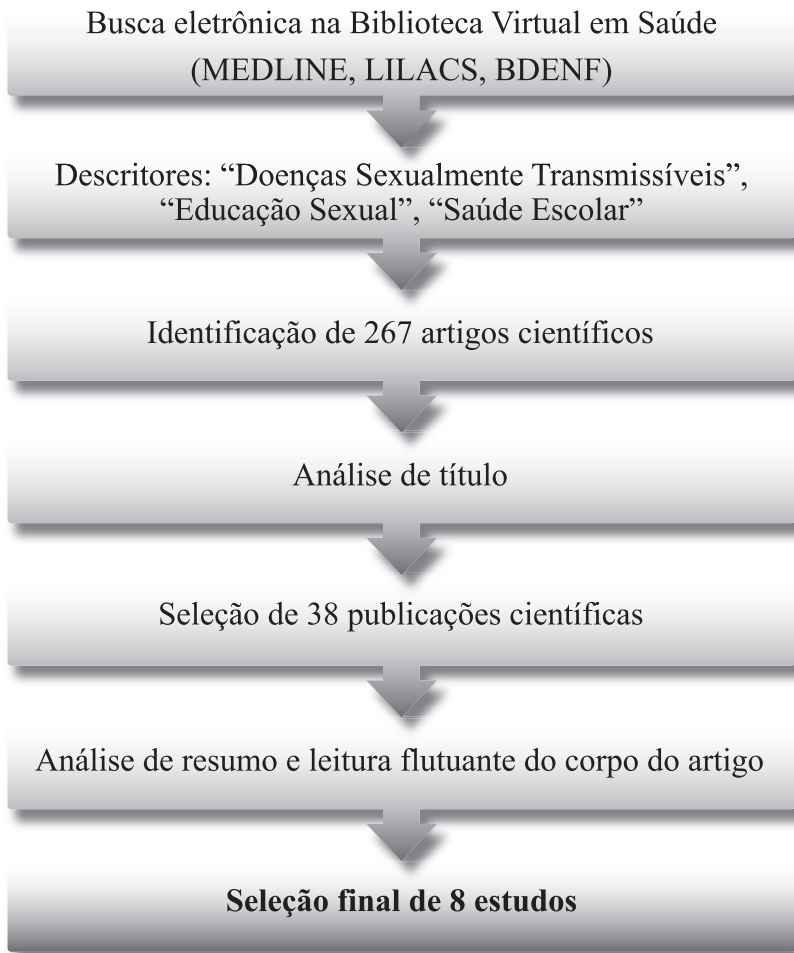 Busca eletrônica na Biblioteca Virtual em Saúde
(MEDLINE, LILACS, BDENF)
Descritores: “Doenças Sexualmente Transmissíveis”,
“Educação Sexual”, “Saúde Escolar”
Identificação de 267 artigos científicos
Análise de título
Seleção de 38 publicações científicas
Análise de resumo e leitura flutuante do corpo do artigo
Seleção final de 8 estudos